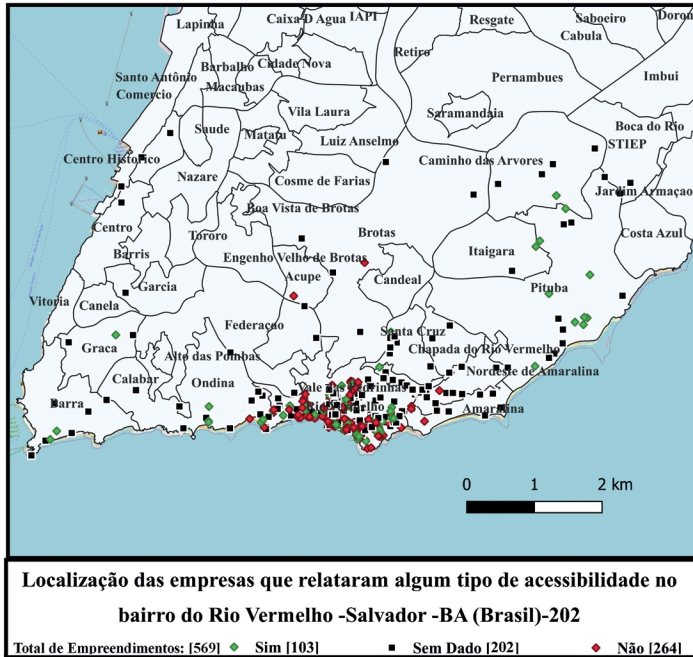 Lapinha
Caixa D Agua
IAPI
Resgate
Saboeiro
Doron
Cabula
Retiro
Barbalho
Cidade Nova
Santo Antônio
Pernambues
Imbui
Comercio
Macaubas
Vila Laura
Saramandaia
Boca do Rio
Saude
Matatu
Luiz Anselmo
STIEP
Centro Historico
Caminho das Arvores
Nazare
Cosme de Farias
Jardim Armaçao
Boa Vista de Brotas
Centro
Tororo
Brotas
Costa Azul
Barris
Engenho Velho de Brotas
Itaigara
Acupe
Candeal
Garcia
Pituba
Vitoria
Canela
Federacao
Santa Cruz
Graca
Alto das Pombas
Chapada do Rio Vermelho
Calabar
Ondina
Nordeste de Amaralina
Barra
Amaralina
0 1 2 km
Localização das empresas que relataram algum tipo de acessibilidade no
bairro do Rio Vermelho -Salvador -BA (Brasil)-202
Total de Empreendimentos: [569] Sim [103] Sem Dado [202] Não [264]